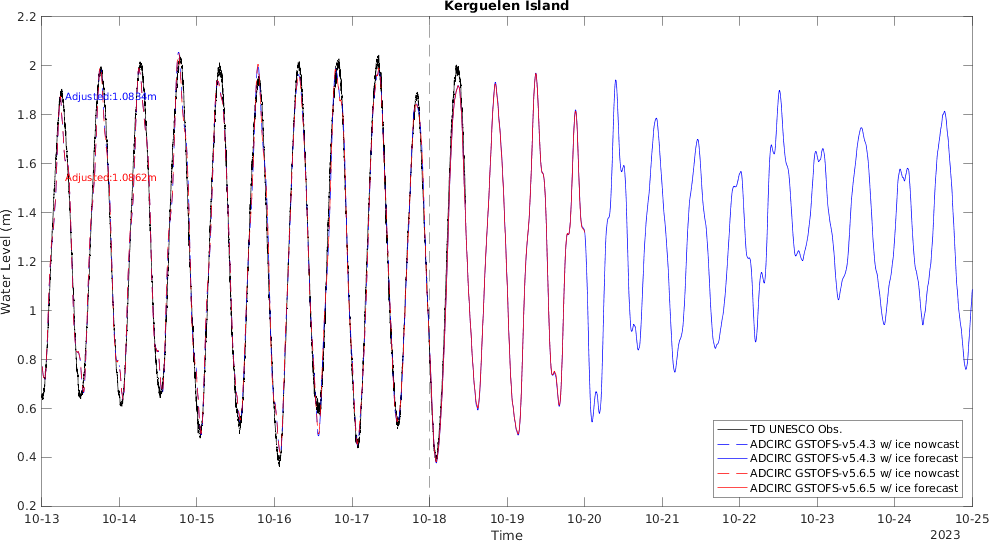 Kerguelen Island
2.2
2
1.8
1.6
1.4
1.2
1
0.8
0.6
0.4
0.2
Water Level (m)
Adjusted:1.0834m
Adjusted:1.0862m
TD UNESCO Obs.
ADCIRC GSTOFS-v5.4.3 w/ ice nowcast
ADCIRC GSTOFS-v5.4.3 w/ ice forecast
ADCIRC GSTOFS-v5.6.5 w/ ice nowcast
ADCIRC GSTOFS-v5.6.5 w/ ice forecast
10-13 10-14 10-15 10-16 10-17 10-18 10-19 10-20 10-21 10-22 10-23 10-24 10-25
Time
2023